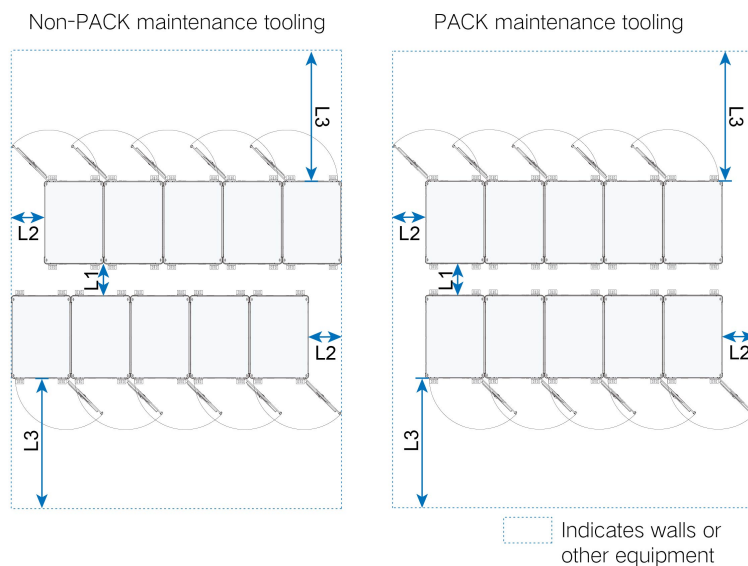 Non-PACK maintenance tooling
PACK maintenance tooling
L3
L3
L2
L1
L2
L1
L2
L2
L3
L3
Indicates walls or
other equipment